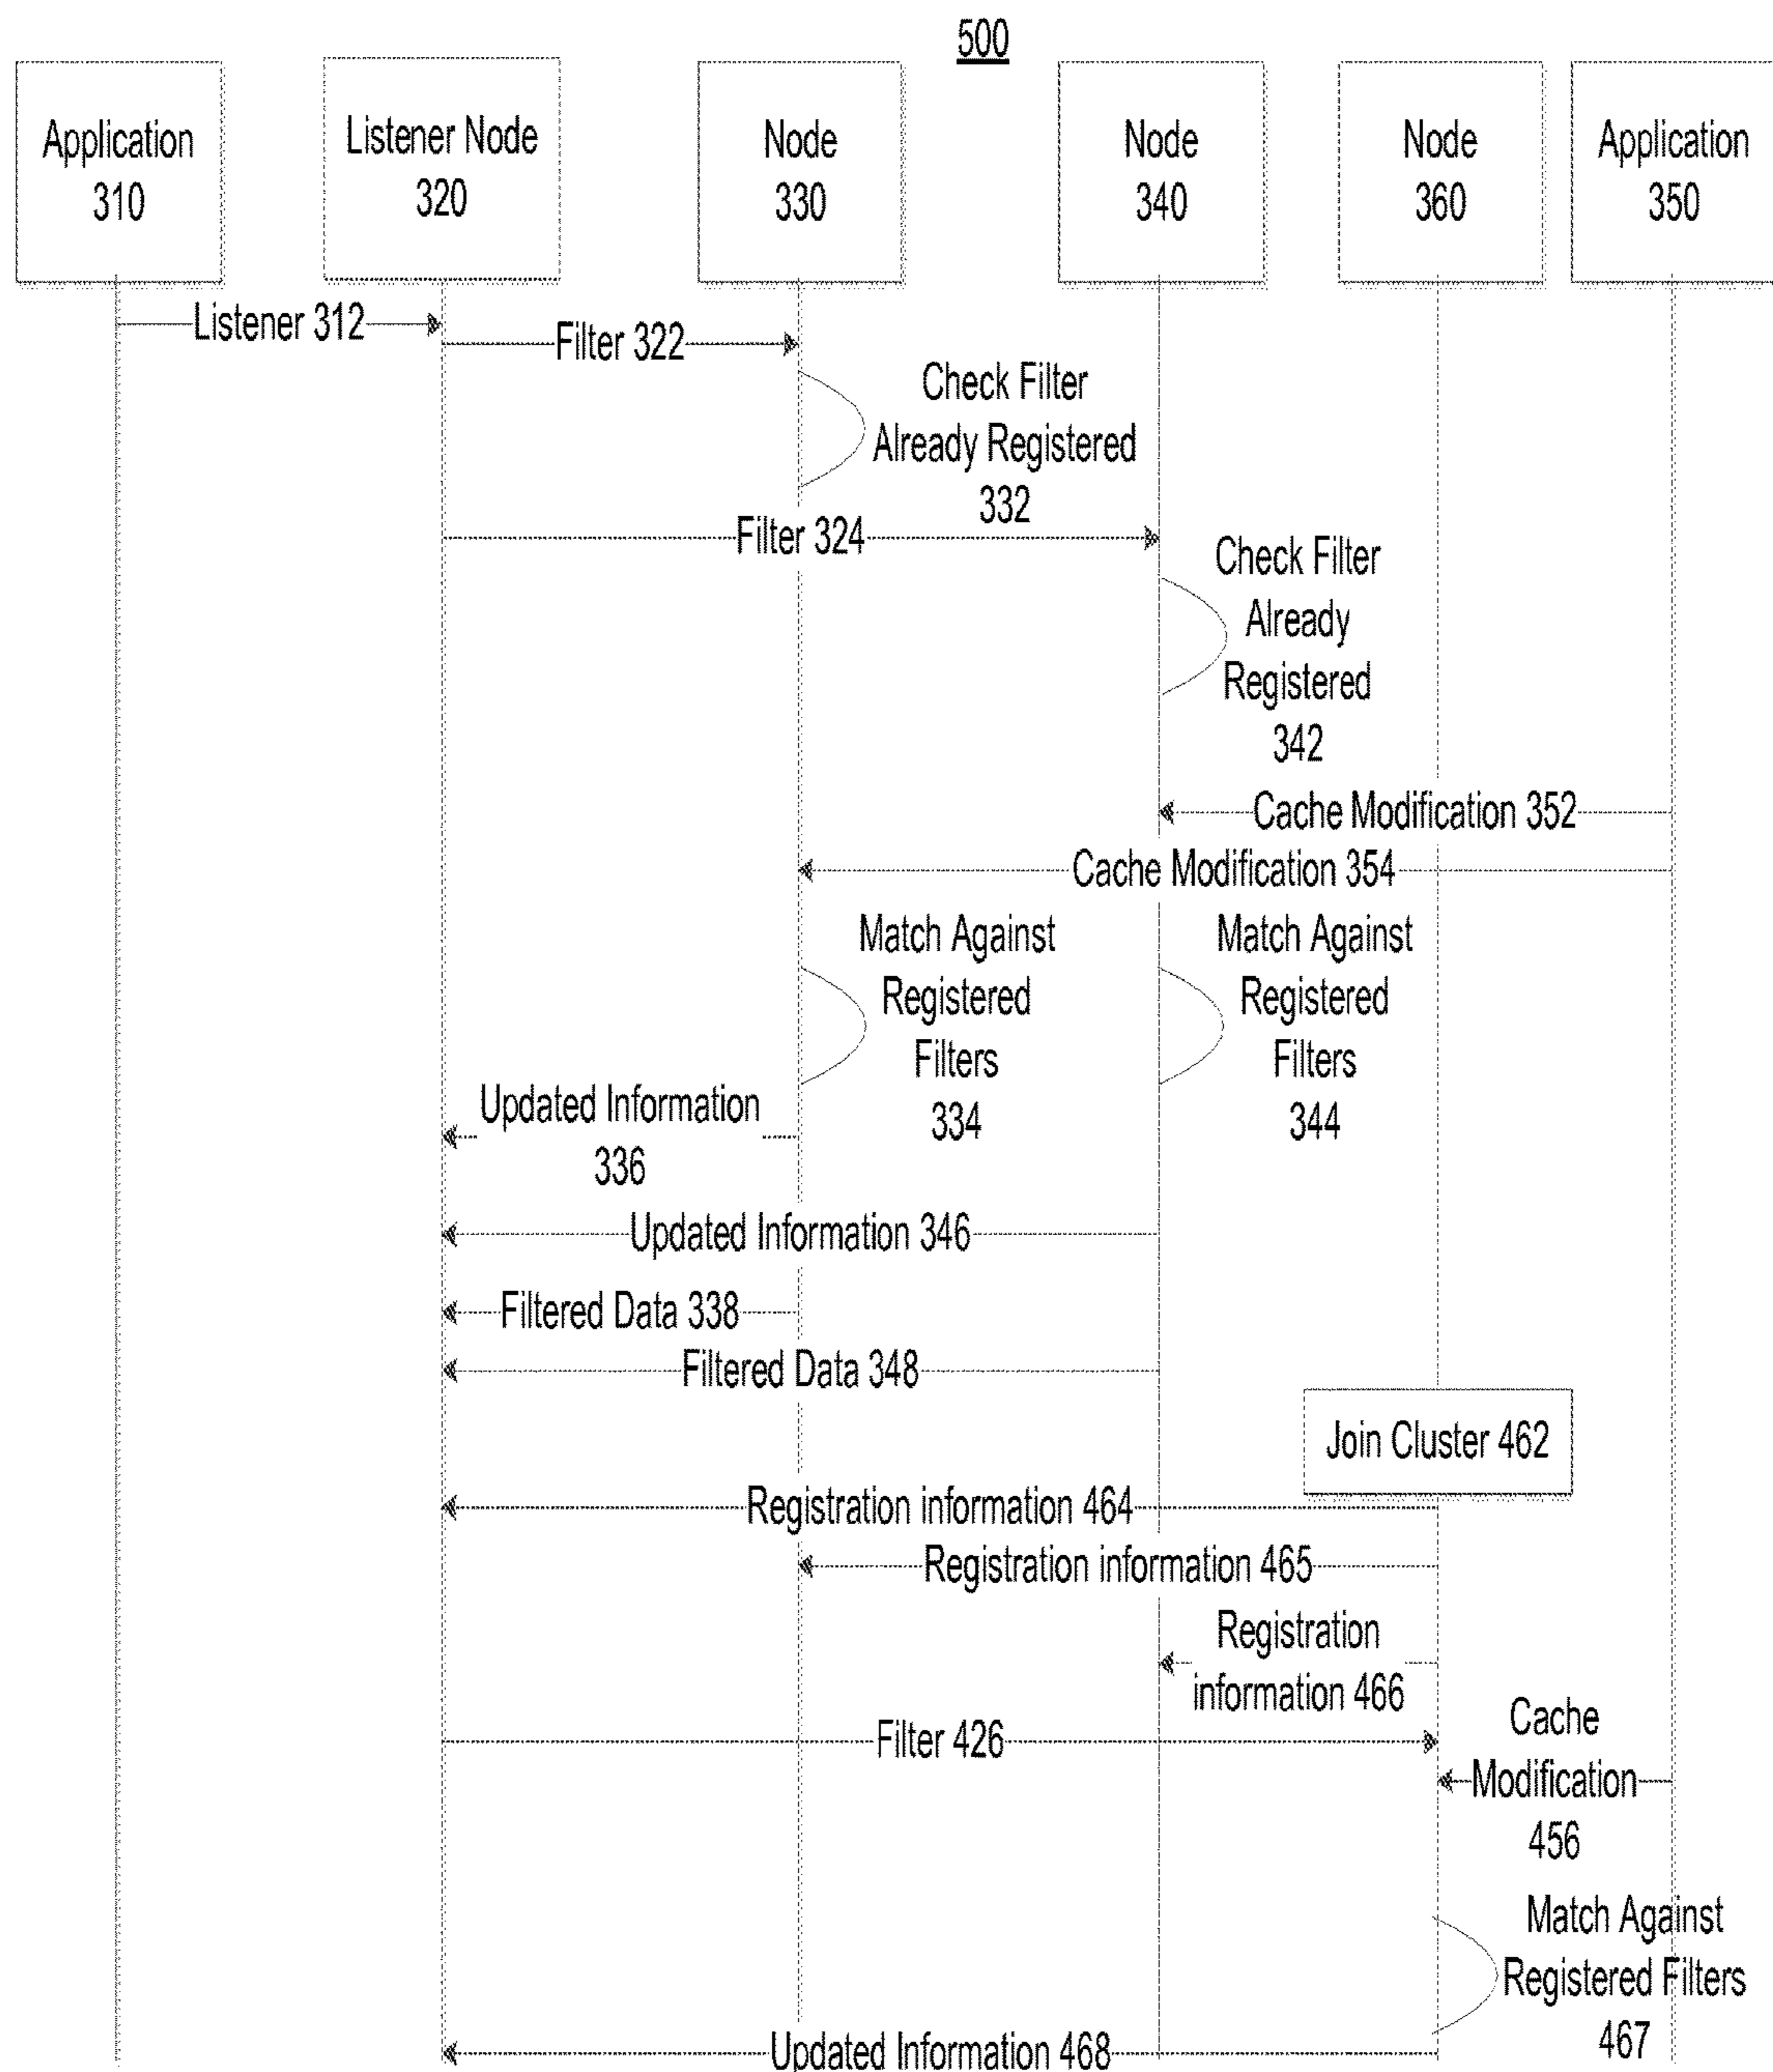 500
Application
310
Listener Node
320
Node
330
Node
340
Node
360
Application
350
Listener 312
Filter 322
Check Filter
Already Registered
332
Filter 324
Check Filter
Already
Registered
342
Cache Modification 352
Cache Modification 354
Match Against
Registered
Filters
334
Match Against
Registered
Filters
344
Updated Information
336
Updated Information 346
Filtered Data 338
Filtered Data 348
Join Cluster 462
Registration information 464
Registration information 465
Registration
information 466
Filter 426
Cache
Modification
456
Match Against
Registered Filters
467
Updated Information 468